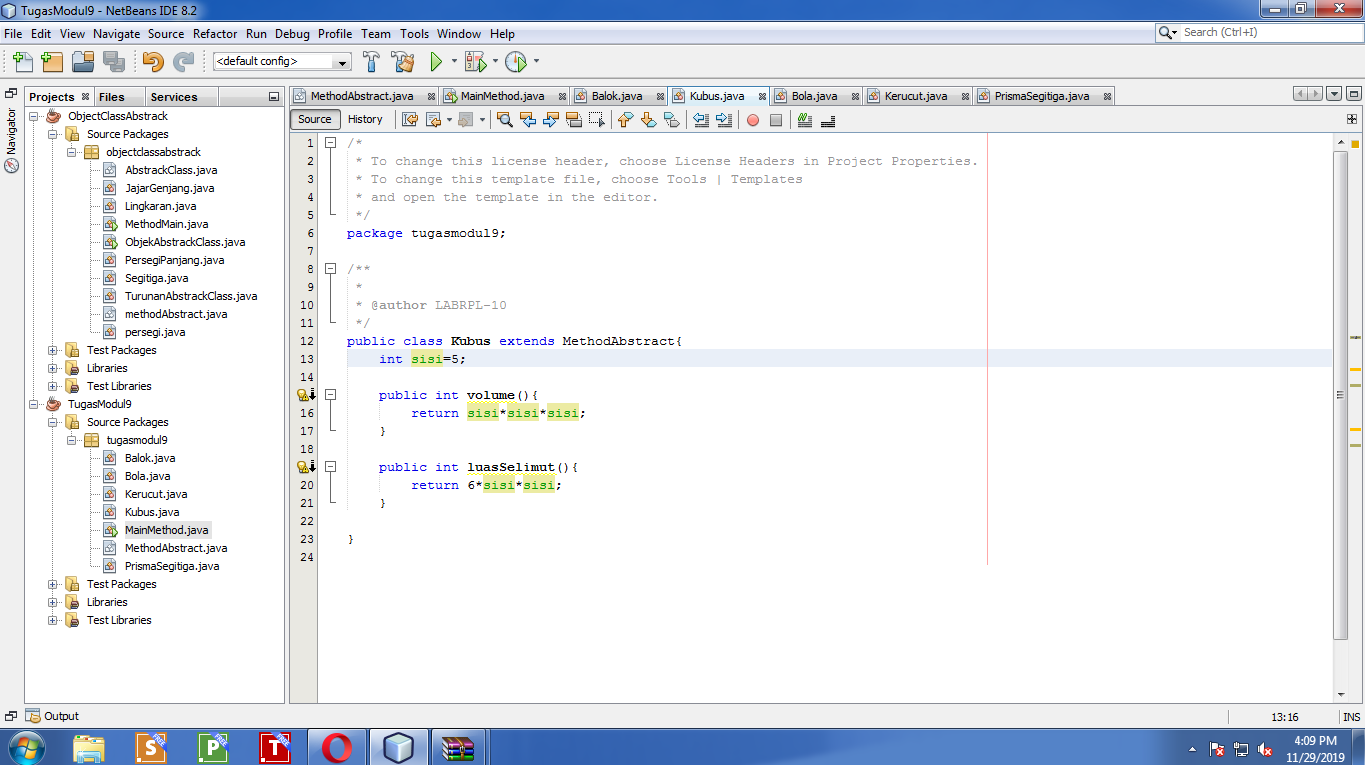 TugasModul9 - NetBeans IDE 8.2
File Edit View Navigate Source Refactor Run Debug Profile Team Tools Window Help
Search (Ctrl+I)
<default config>
Projects Files Services
Navigator
ObjectClassAbstrack
Source Packages
objectclassabstrack
AbstrackClass.java
JajarGenjang.java
Lingkaran.java
MethodMain.java
ObjekAbstrackClass.java
PersegiPanjang.java
Segitiga.java
TurunanAbstrackClass.java
methodAbstract.java
persegi.java
Test Packages
Libraries
Test Libraries
TugasModul9
Source Packages
tugasmodul9
Balok.java
Bola.java
Kerucut.java
Kubus.java
MainMethod.java
MethodAbstract.java
PrismaSegitiga.java
Test Packages
Libraries
Test Libraries
MethodAbstract.java MainMethod.java Balok.java Kubus.java Bola.java Kerucut.java PrismaSegitiga.java
Source History
1 /*
2 * To change this license header, choose License Headers in Project Properties.
3 * To change this template file, choose Tools | Templates
4 * and open the template in the editor.
5 */
6 package tugasmodul9;
7
8 /**
9 *
10 * @author LABRPL-10
11 */
12 public class Kubus extends MethodAbstract{
13 int sisi=5;
14
public int volume(){
16 return sisi*sisi*sisi;
17 }
18
public int luasSelimut(){
20 return 6*sisi*sisi;
21 }
22
23 }
24
Output
13:16 INS
S FREE
P FREE
T FREE
4:09 PM
11/29/2019